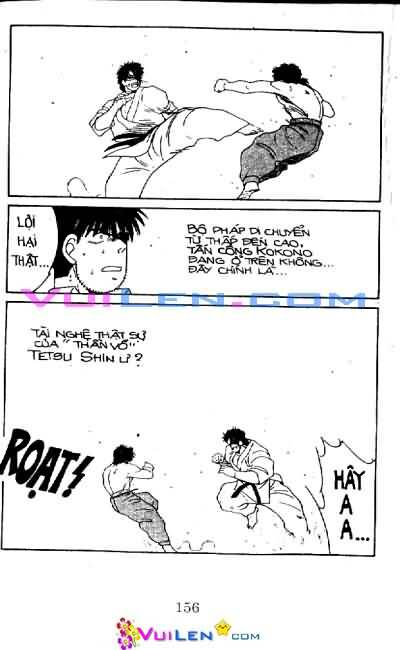 LỢI
HẠI
THẬT...
BỘ PHÁP DI CHUYỂN
TỪ THẤP ĐẾN CAO,
TẤN CÔNG KOKONO
ĐANG Ở TRÊN KHÔNG...
ĐÂY CHÍNH LÀ...
VUILEN.COM
TÀI NGHỆ THẬT SỰ
CỦA "THẦN VÕ"
TETSU SHIN Ư?
ROẠT!
HÂY
A
A...
156
VUILEN.COM